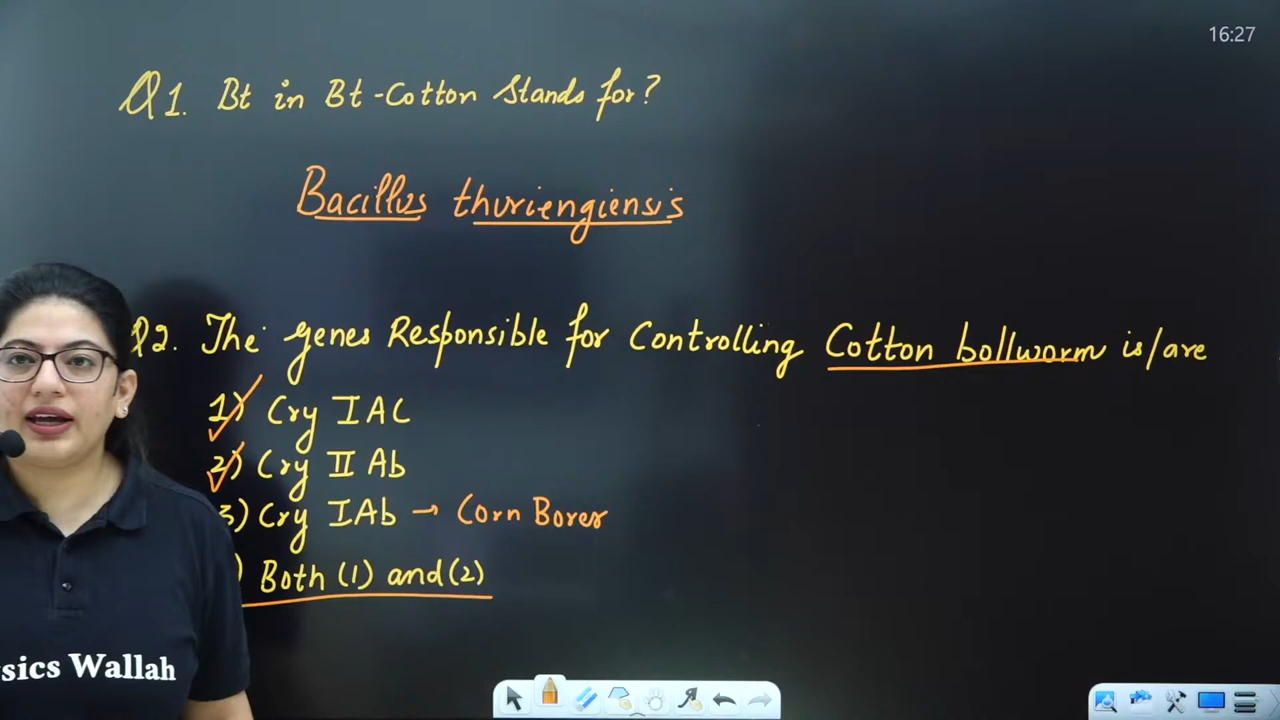 16:27
Q1. Bt in Bt-Cotton Stands for?
Bacillus thuriengiensis
Q2. The genes Responsible for Controlling Cotton bollworm is/are
1) Cry IAC
2) Cry II Ab
3) Cry IAb → Corn Borer
) Both (1) and (2)
sics Wallah